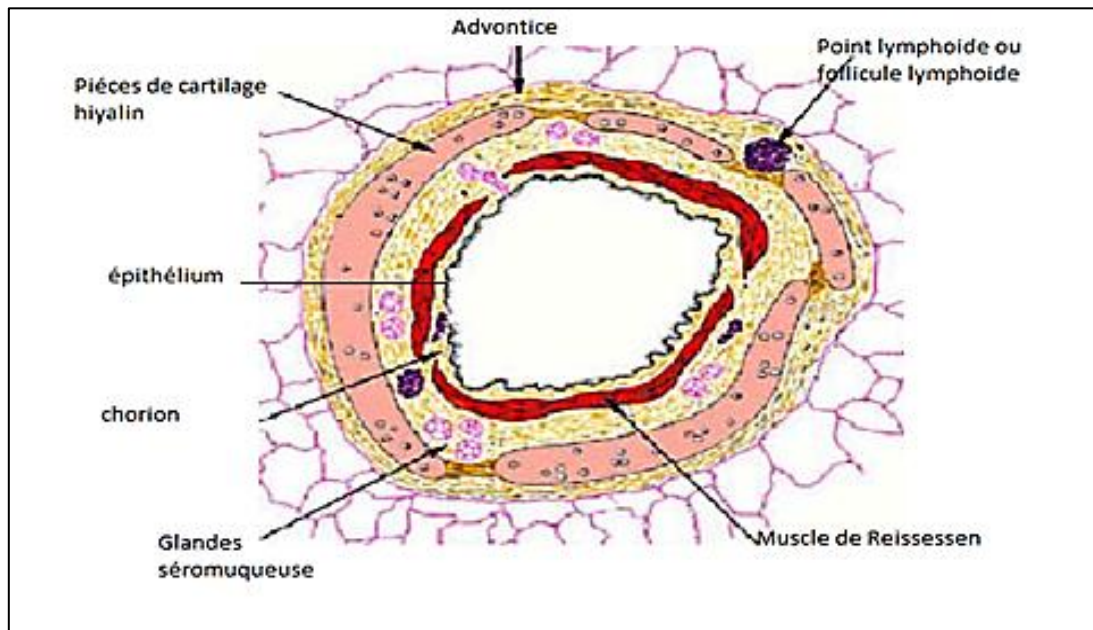 Advontice
Point lymphoide ou
follicule lymphoide
Piéces de cartilage
hiyalin
épithélium
chorion
Glandes
séromuqueuse
Muscle de Reissessen